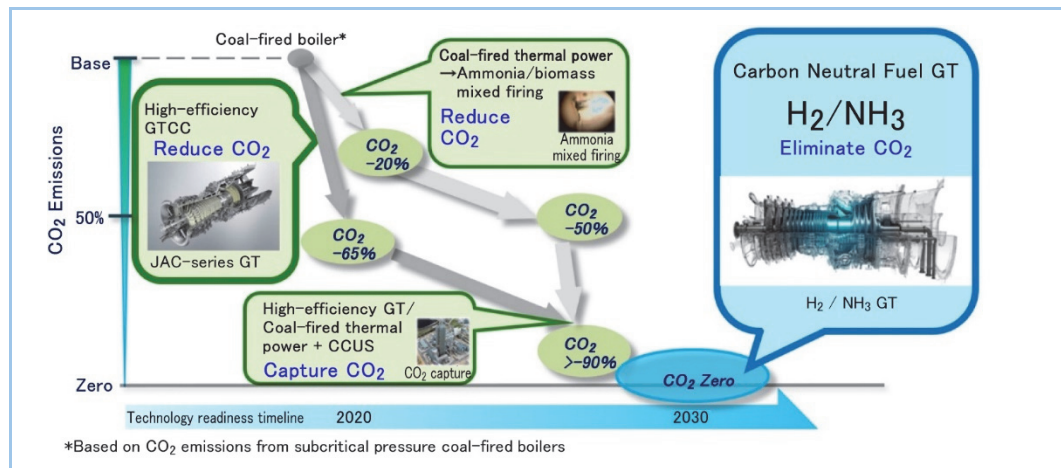 Coal-fired boiler*
Base
50%
Zero
CO₂ Emissions
High-efficiency
GTCC
Reduce CO₂
JAC-series GT
Coal-fired thermal power
→Ammonia/biomass
mixed firing
Reduce
CO₂
Ammonia
mixed firing
CO₂
-20%
CO₂
-50%
CO₂
-65%
High-efficiency GT/
Coal-fired thermal
power + CCUS
Capture CO₂
CO₂ capture
CO₂
>-90%
CO₂ Zero
Carbon Neutral Fuel GT
H₂/NH₃
Eliminate CO₂
H₂ / NH₃ GT
Technology readiness timeline 2020 2030
*Based on CO₂ emissions from subcritical pressure coal-fired boilers